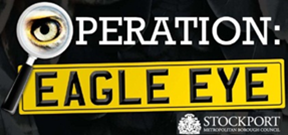 OPERATION:
EAGLE EYE
STOCKPORT
METROPOLITAN BOROUGH COUNCIL